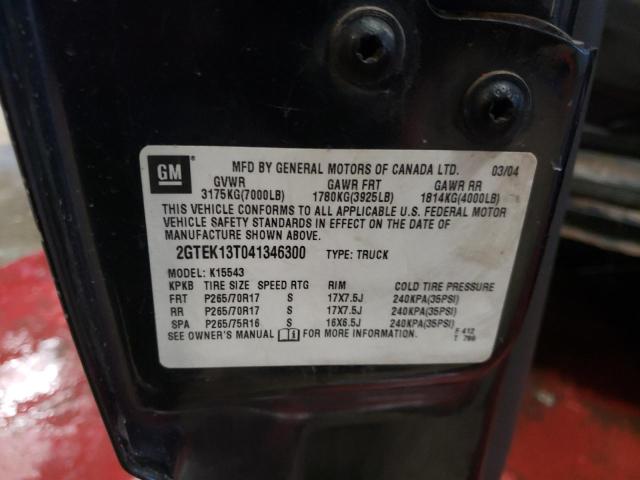 GM
MFD BY GENERAL MOTORS OF CANADA LTD. 03/04
GVWR GAWR FRT GAWR RR
3175KG(7000LB) 1780KG(3925LB) 1814KG(4000LB)
THIS VEHICLE CONFORMS TO ALL APPLICABLE U.S. FEDERAL MOTOR
VEHICLE SAFETY STANDARDS IN EFFECT ON THE DATE OF
MANUFACTURE SHOWN ABOVE.
2GTEK13T041346300 TYPE: TRUCK
MODEL: K15543
KPKB TIRE SIZE SPEED RTG RIM COLD TIRE PRESSURE
FRT P265/70R17 S 17X7.5J 240KPA(35PSI)
RR P265/70R17 S 17X7.5J 240KPA(35PSI)
SPA P265/75R16 S 16X6.5J 240KPA(35PSI)
SEE OWNER'S MANUAL FOR MORE INFORMATION.
F 412
T 786